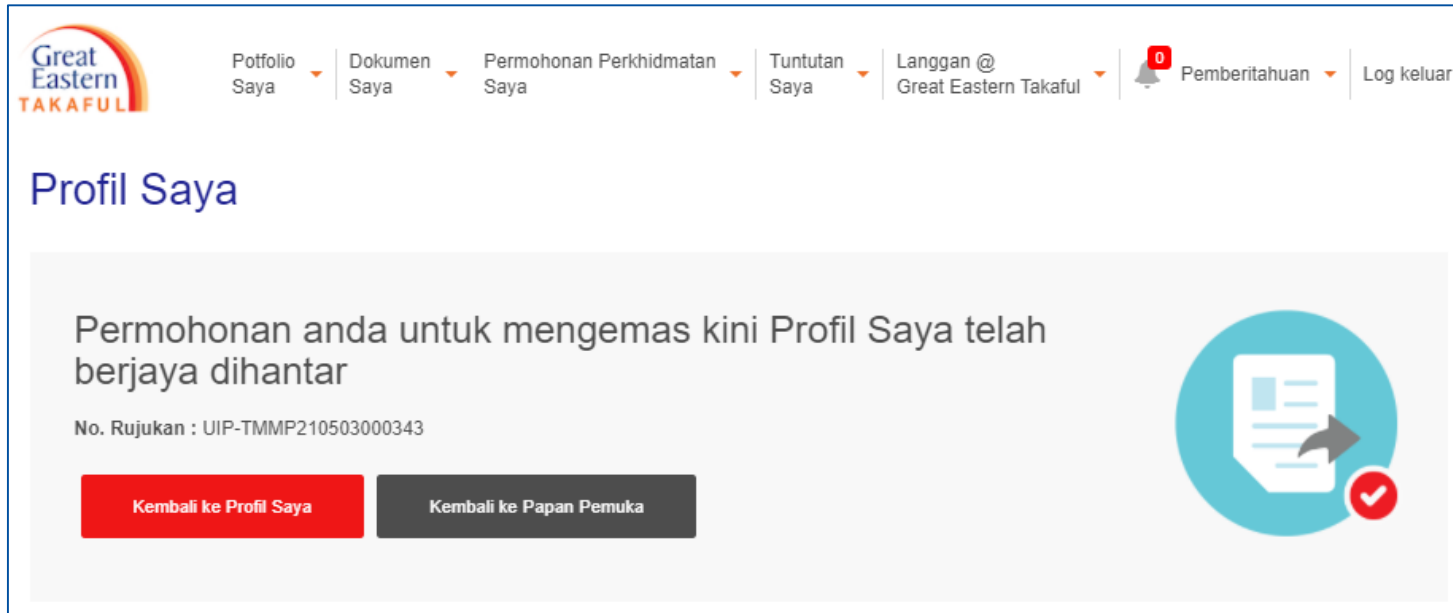 Great
Eastern
TAKAFUL
Potfolio
Saya
Dokumen
Saya
Permohonan Perkhidmatan
Saya
Tuntutan
Saya
Langgan @
Great Eastern Takaful
0
Pemberitahuan
Log keluar
Profil Saya
Permohonan anda untuk mengemas kini Profil Saya telah
berjaya dihantar
No. Rujukan : UIP-TMMP210503000343
Kembali ke Profil Saya
Kembali ke Papan Pemuka